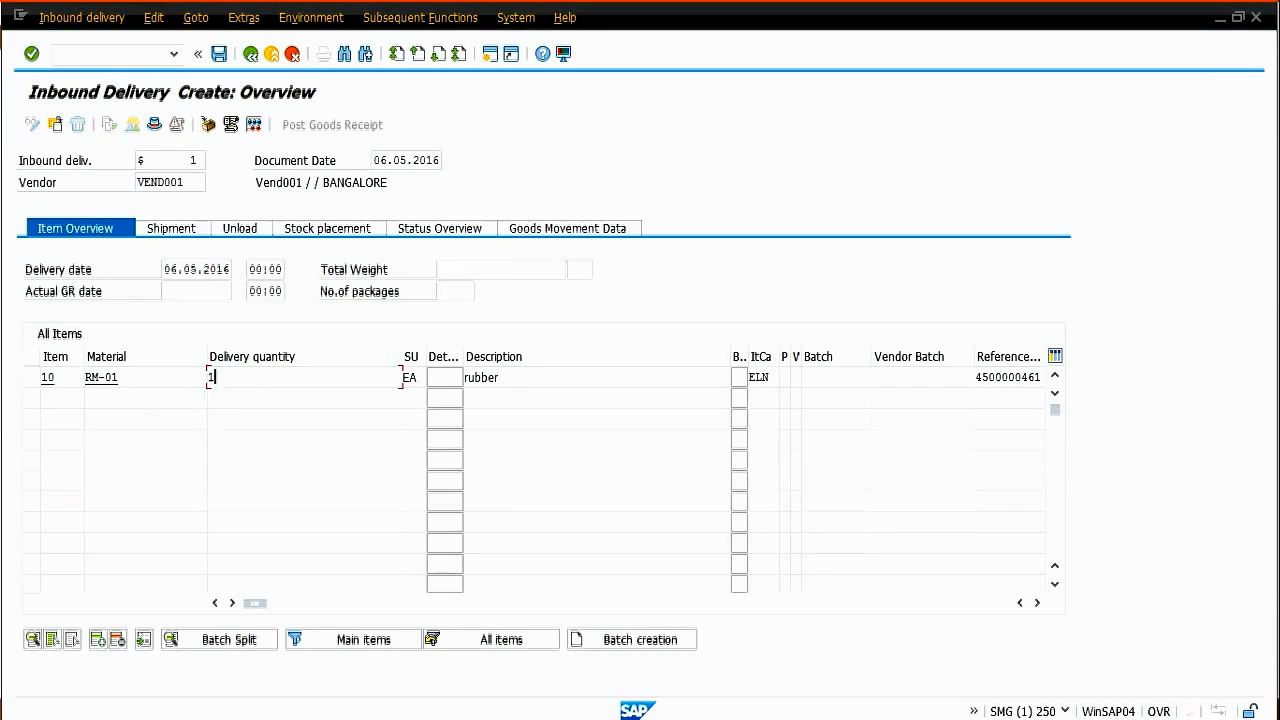 Inbound delivery Edit Goto Extras Environment Subsequent Functions System Help
Inbound Delivery Create: Overview
Post Goods Receipt
Inbound deliv. $ 1 Document Date 06.05.2016
Vendor VEND001 Vend001 / / BANGALORE
Item Overview Shipment Unload Stock placement Status Overview Goods Movement Data
Delivery date 06.05.2016 00:00 Total Weight
Actual GR date 00:00 No.of packages
All Items
Item Material Delivery quantity SU Det... Description B.. ItCa P V Batch Vendor Batch Reference...
10 RM-01 1 EA rubber ELN 4500000461
Batch Split Main items All items Batch creation
SAP » SMG (1) 250 WinSAP04 OVR